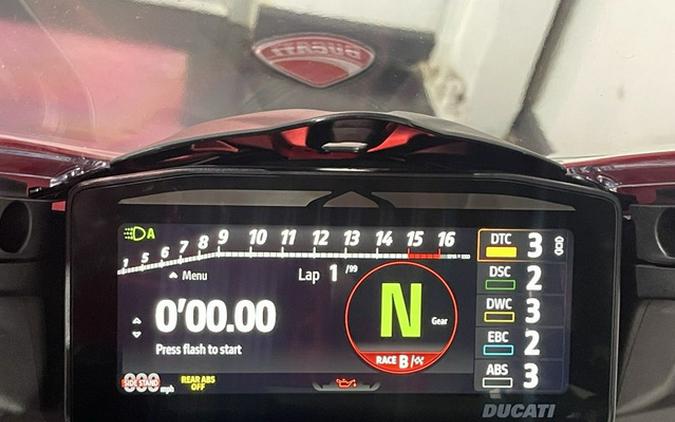 DUCATI
A
1 5 6 7 8 9 10 11 12 13 14 15 16
Menu
Lap 1 /99
0'00.00
Press flash to start
N
Gear
RACE B
DTC 3
DSC 2
DWC 3
EBC 2
ABS 3
SIDE STAND
mph
REAR ABS
OFF
DUCATI